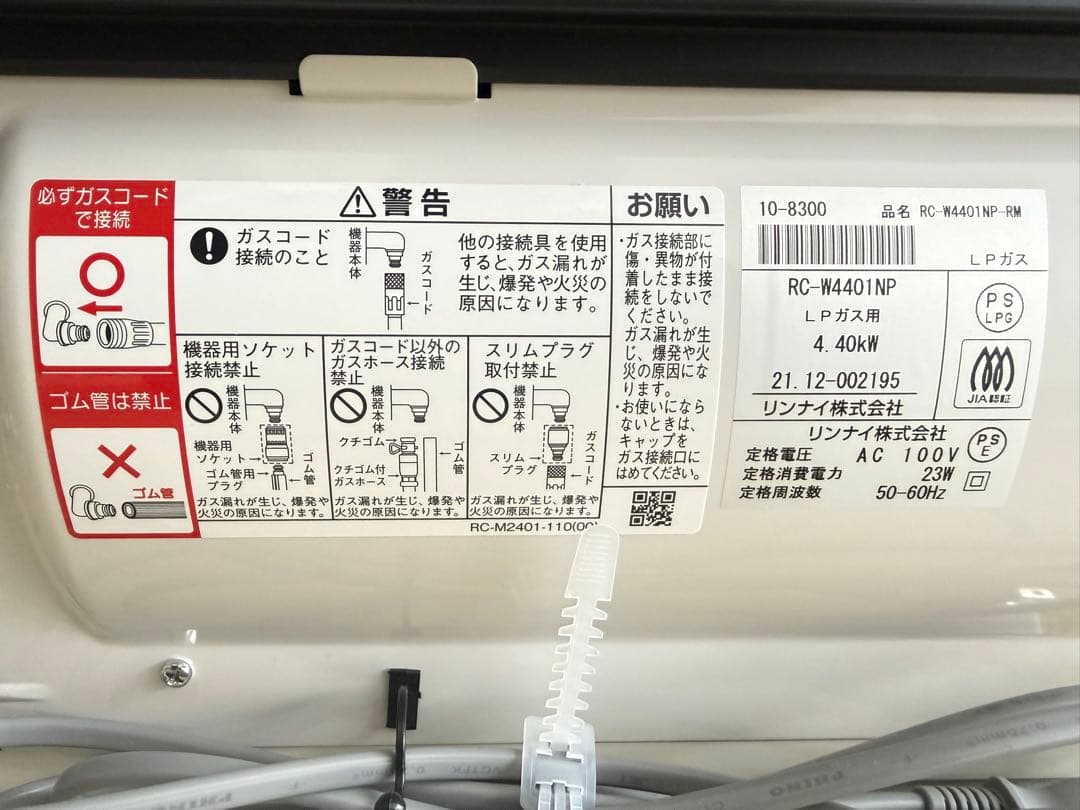 必ずガスコード
で接続
ゴム管は禁止
ゴム管
警告
ガスコード
接続のこと
機器本体
ガスコード
他の接続具を使用
すると、ガス漏れが
生じ、爆発や火災の
原因になります。
機器用ソケット
接続禁止
機器本体
機器用
ソケット
ゴム管用
プラグ
ゴム管
ガス漏れが生じ、爆発や
火災の原因になります。
ガスコード以外の
ガスホース接続
禁止
機器本体
クチゴム
クチゴム付
ガスホース
ゴム管
ガス漏れが生じ、爆発や
火災の原因になります。
スリムプラグ
取付禁止
機器本体
スリム
プラグ
ガスコード
ガス漏れが生じ、爆発や
火災の原因になります。
RC-M2401-110(00)
お願い
・ガス接続部に
傷・異物が付
着したまま接
続をしないで
ください。
ガス漏れが生
じ、爆発や火
災の原因にな
ります。
・お使いになら
ないときは、
キャップを
ガス接続口に
はめてください。
10-8300
品名 RC-W4401NP-RM
LPガス
RC-W4401NP
LPガス用
4.40kW
21.12-002195
リンナイ株式会社
PS
LPG
JIA認証
リンナイ株式会社
定格電圧 AC 100V
定格消費電力 23W
定格周波数 50-60Hz
PS
E